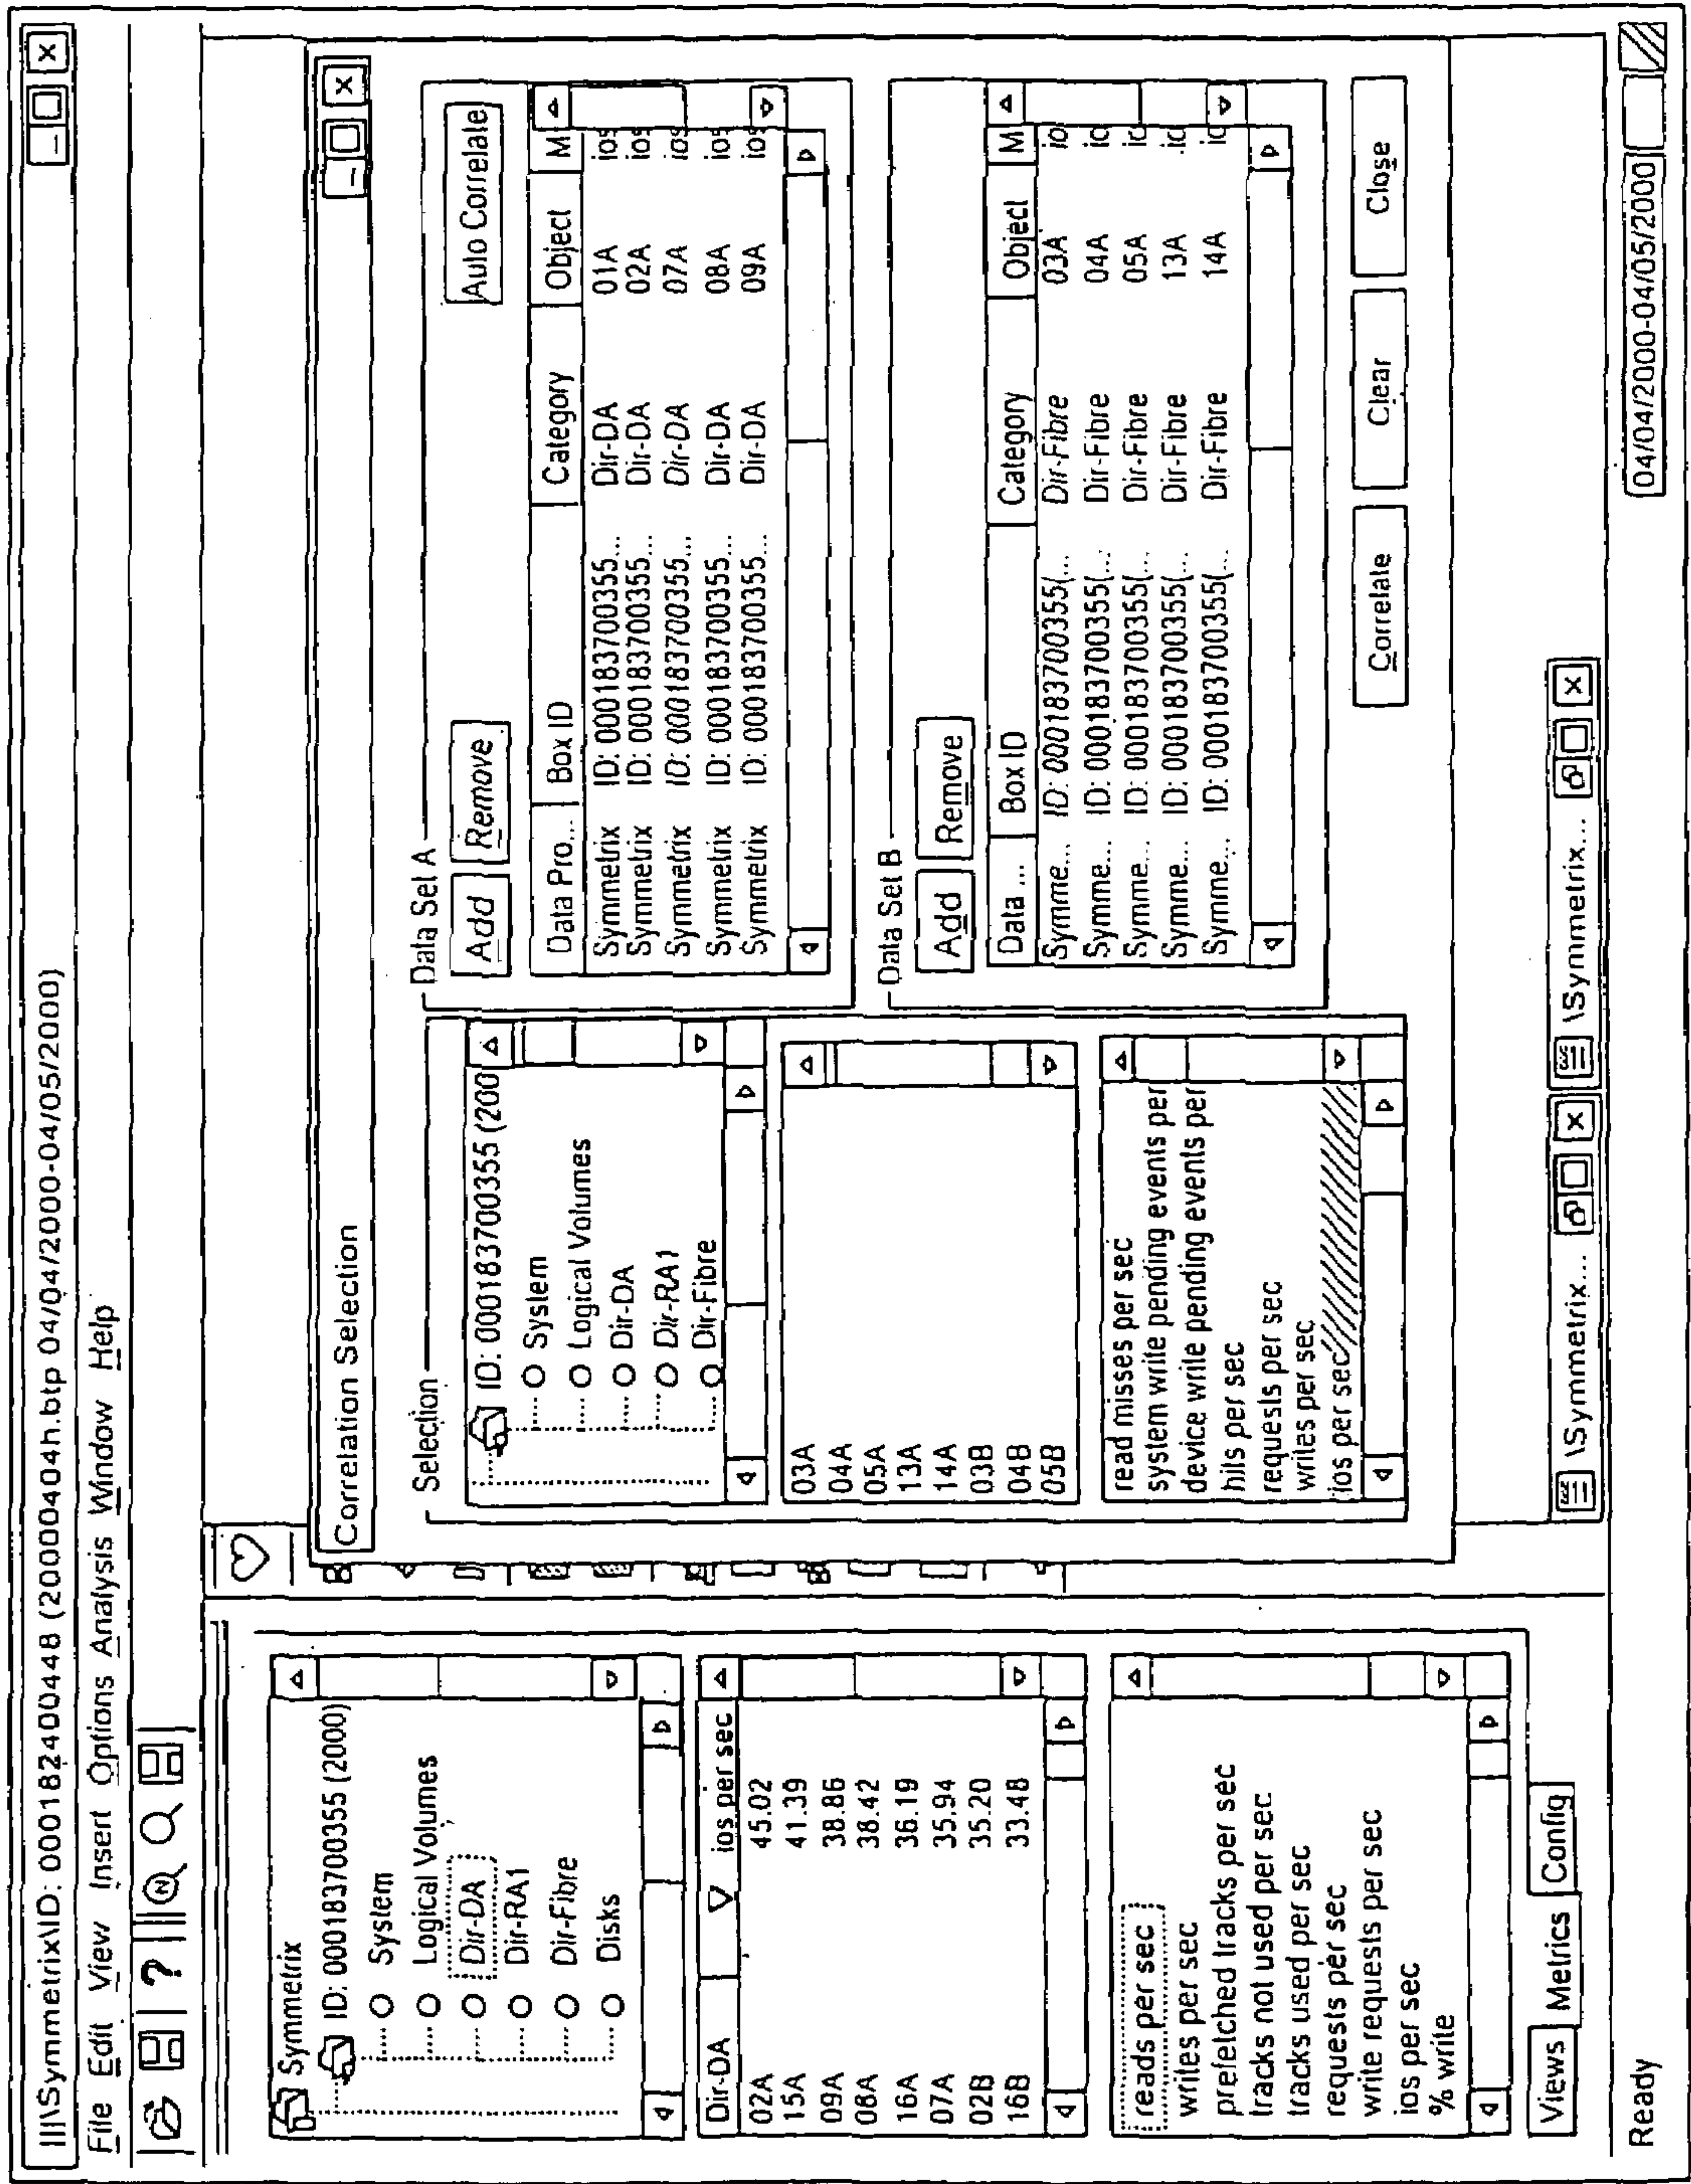 \Symmetrix\ID: 000182400448 (20000404h.btp 04/04/2000-04/05/2000)
File Edit View Insert Options Analysis Window Help
?
Symmetrix
ID: 000183700355 (2000)
System
Logical Volumes
Dir-DA
Dir-RA1
Dir-Fibre
Disks
Dir-DA ios per sec
02A 45.02
15A 41.39
09A 38.86
08A 38.42
16A 36.19
07A 35.94
02B 35.20
16B 33.48
reads per sec
writes per sec
prefetched tracks per sec
tracks not used per sec
tracks used per sec
requests per sec
write requests per sec
ios per sec
% write
Views Metrics Config
Correlation Selection
Selection
ID: 000183700355 (200
System
Logical Volumes
Dir-DA
Dir-RA1
Dir-Fibre
03A
04A
05A
13A
14A
03B
04B
05B
read misses per sec
system write pending events per
device write pending events per
hits per sec
requests per sec
writes per sec
ios per sec
Data Set A
Add Remove Auto Correlate
Data Pro... Box ID Category Object M
Symmetrix ID: 000183700355... Dir-DA 01A ios
Symmetrix ID: 000183700355... Dir-DA 02A ios
Symmetrix ID: 000183700355... Dir-DA 07A ios
Symmetrix ID: 000183700355... Dir-DA 08A ios
Symmetrix ID: 000183700355... Dir-DA 09A ios
Data Set B
Add Remove
Data ... Box ID Category Object M
Symme... ID: 000183700355(... Dir-Fibre 03A io
Symme... ID: 000183700355(... Dir-Fibre 04A io
Symme... ID: 000183700355(... Dir-Fibre 05A io
Symme... ID: 000183700355(... Dir-Fibre 13A io
Symme... ID: 000183700355(... Dir-Fibre 14A io
Correlate Clear Close
\Symmetrix... \Symmetrix...
Ready 04/04/2000-04/05/2000